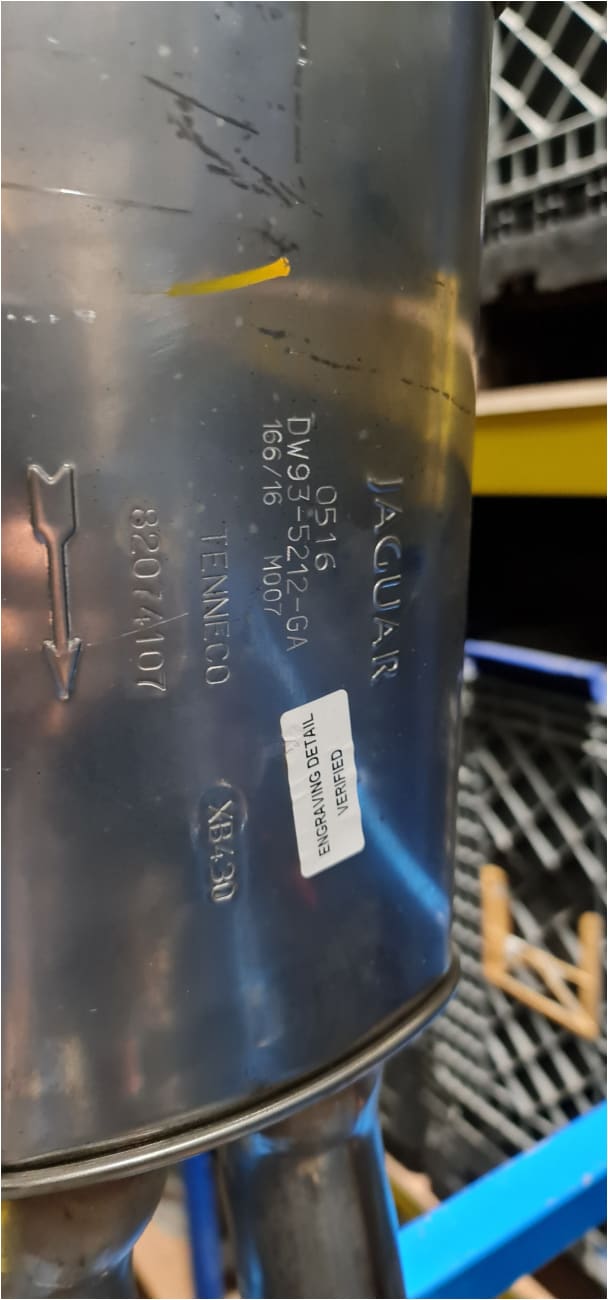 JAGUAR
0516
DW93-5212-GA
166/16 M007
TENNECO
82074107
XB430
ENGRAVING DETAIL
VERIFIED